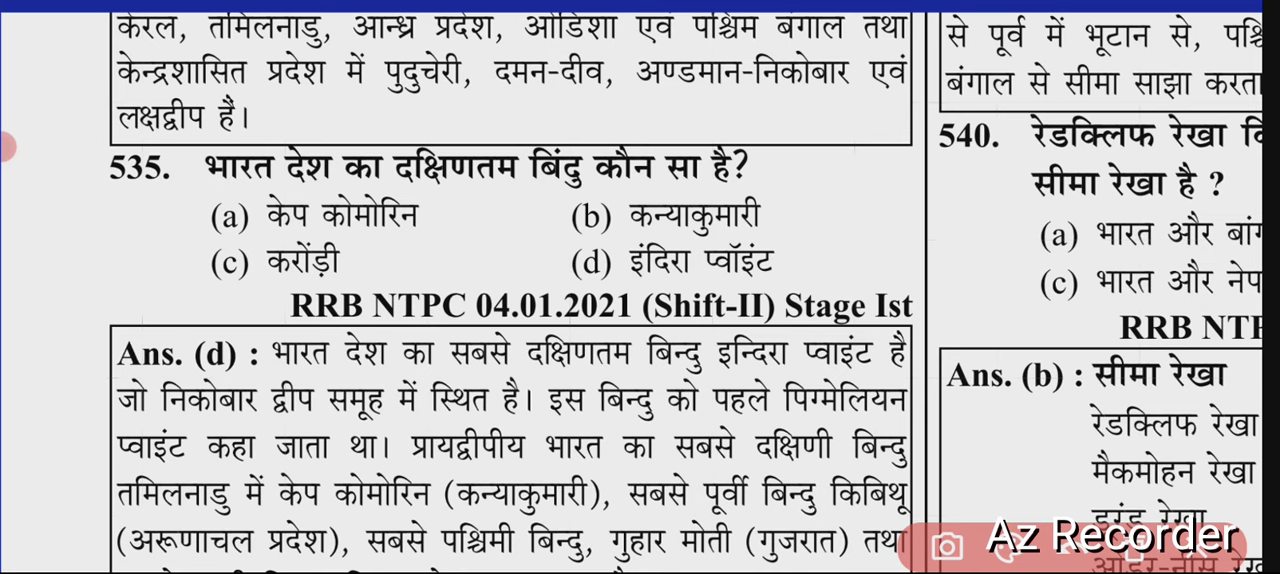 केरल, तमिलनाडु, आन्ध्र प्रदेश, ओडिशा एवं पश्चिम बंगाल तथा
केन्द्रशासित प्रदेश में पुदुचेरी, दमन-दीव, अण्डमान-निकोबार एवं
लक्षद्वीप हैं।
535. भारत देश का दक्षिणतम बिंदु कौन सा है?
(a) केप कोमोरिन (b) कन्याकुमारी
(c) करोंड़ी (d) इंदिरा प्वॉइंट
RRB NTPC 04.01.2021 (Shift-II) Stage Ist
Ans. (d) : भारत देश का सबसे दक्षिणतम बिन्दु इन्दिरा प्वाइंट है
जो निकोबार द्वीप समूह में स्थित है। इस बिन्दु को पहले पिग्मेलियन
प्वाइंट कहा जाता था। प्रायद्वीपीय भारत का सबसे दक्षिणी बिन्दु
तमिलनाडु में केप कोमोरिन (कन्याकुमारी), सबसे पूर्वी बिन्दु किबिथू
(अरूणाचल प्रदेश), सबसे पश्चिमी बिन्दु, गुहार मोती (गुजरात) तथा
से पूर्व में भूटान से,
बंगाल से सीमा साझा करता
540. रेडक्लिफ रेखा
सीमा रेखा है ?
(a) भारत और
(c) भारत और
RRB
Ans. (b) : सीमा रेखा
रेडक्लिफ रेखा
मैकमोहन रेखा
डूरंड रेखा
Az Recorder